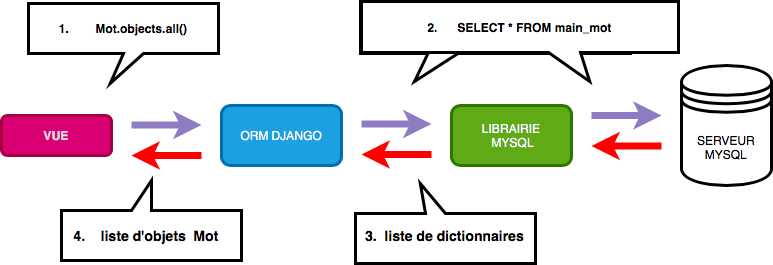 1. Mot.objects.all()
2. SELECT * FROM main_mot
VUE
ORM DJANGO
LIBRAIRIE
MYSQL
SERVEUR
MYSQL
4. liste d'objets Mot
3. liste de dictionnaires